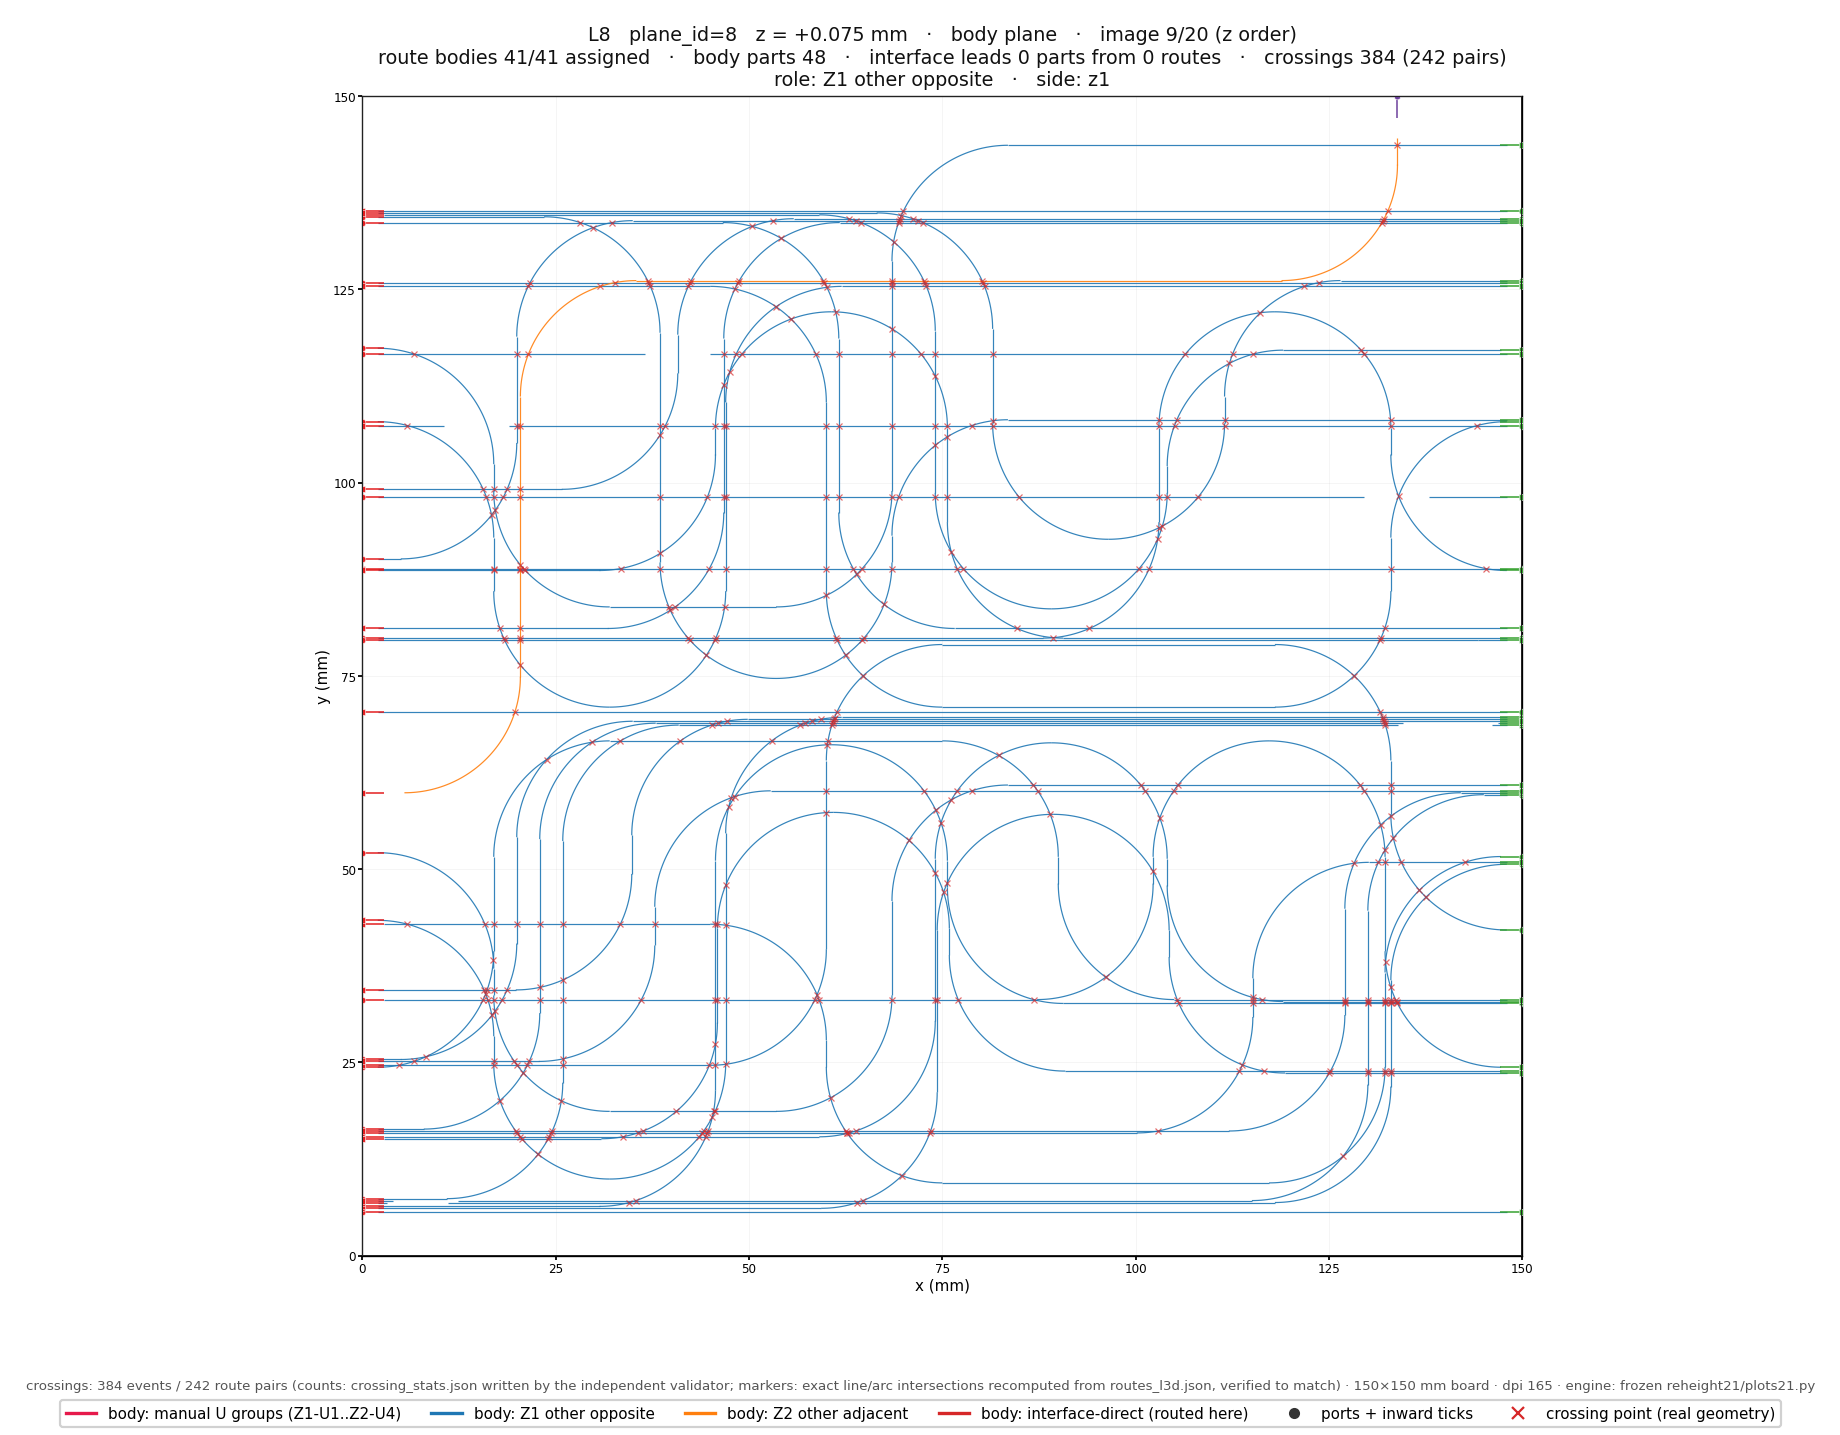 L8   plane_id=8   z = +0.075 mm   ·   body plane   ·   image 9/20 (z order)
route bodies 41/41 assigned   ·   body parts 48   ·   interface leads 0 parts from 0 routes   ·   crossings 384 (242 pairs)
role: Z1 other opposite   ·   side: z1
150
125
100
75
50
25
0
y (mm)
0 25 50 75 100 125 150
x (mm)
crossings: 384 events / 242 route pairs (counts: crossing_stats.json written by the independent validator; markers: exact line/arc intersections recomputed from routes_l3d.json, verified to match) · 150×150 mm board · dpi 165 · engine: frozen reheight21/plots21.py
body: manual U groups (Z1-U1..Z2-U4)   body: Z1 other opposite   body: Z2 other adjacent   body: interface-direct (routed here)   ports + inward ticks   crossing point (real geometry)